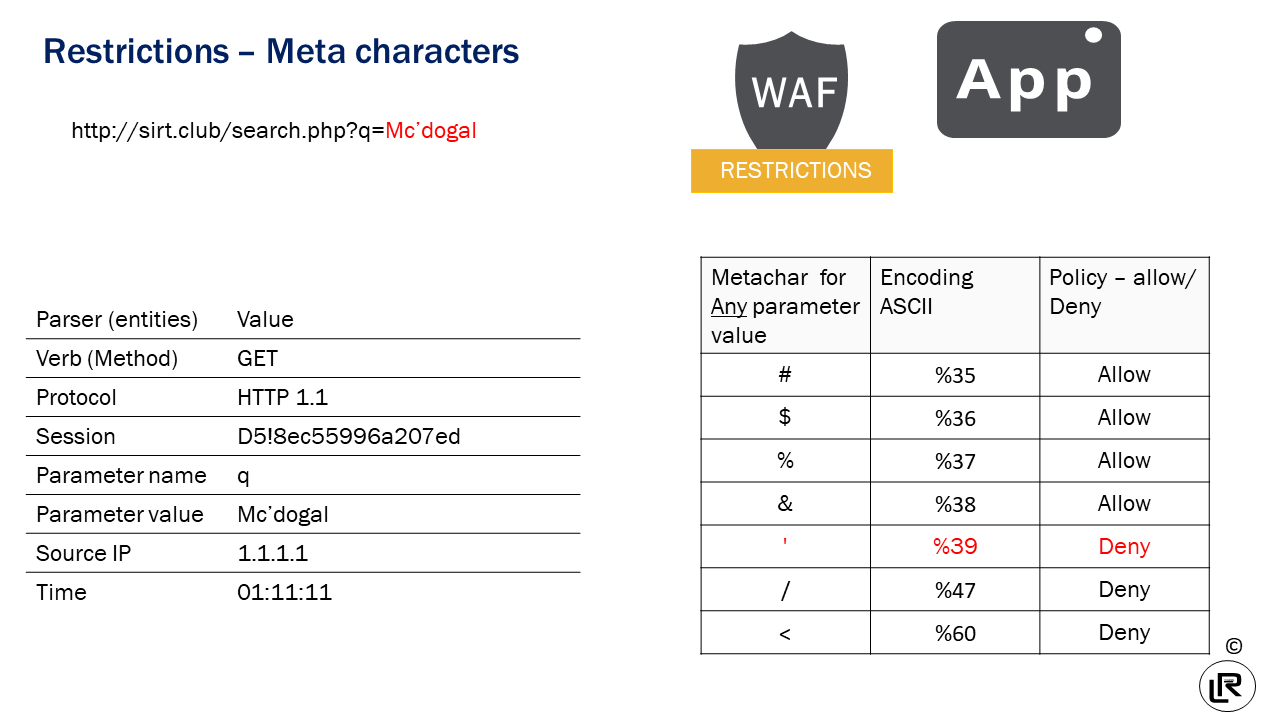 Restrictions – Meta characters
http://sirt.club/search.php?q=Mc’dogal
WAF
RESTRICTIONS
App
Parser (entities) Value
Verb (Method) GET
Protocol HTTP 1.1
Session D5!8ec55996a207ed
Parameter name q
Parameter value Mc’dogal
Source IP 1.1.1.1
Time 01:11:11
Metachar for Encoding Policy – allow/
Any parameter ASCII Deny
value
# %35 Allow
$ %36 Allow
% %37 Allow
& %38 Allow
' %39 Deny
/ %47 Deny
< %60 Deny
©
LR